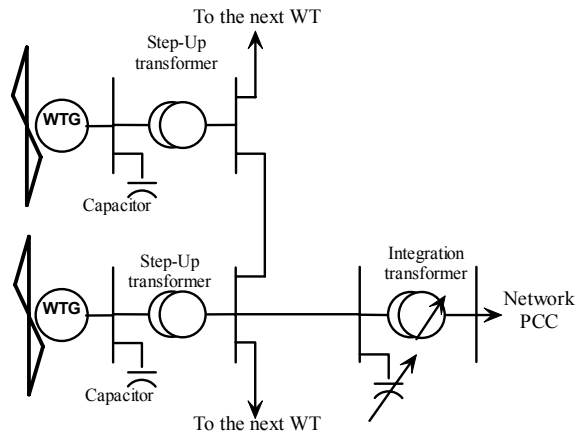 To the next WT
Step-Up
transformer
WTG
Capacitor
Step-Up
transformer
Integration
transformer
WTG
Network
PCC
Capacitor
To the next WT